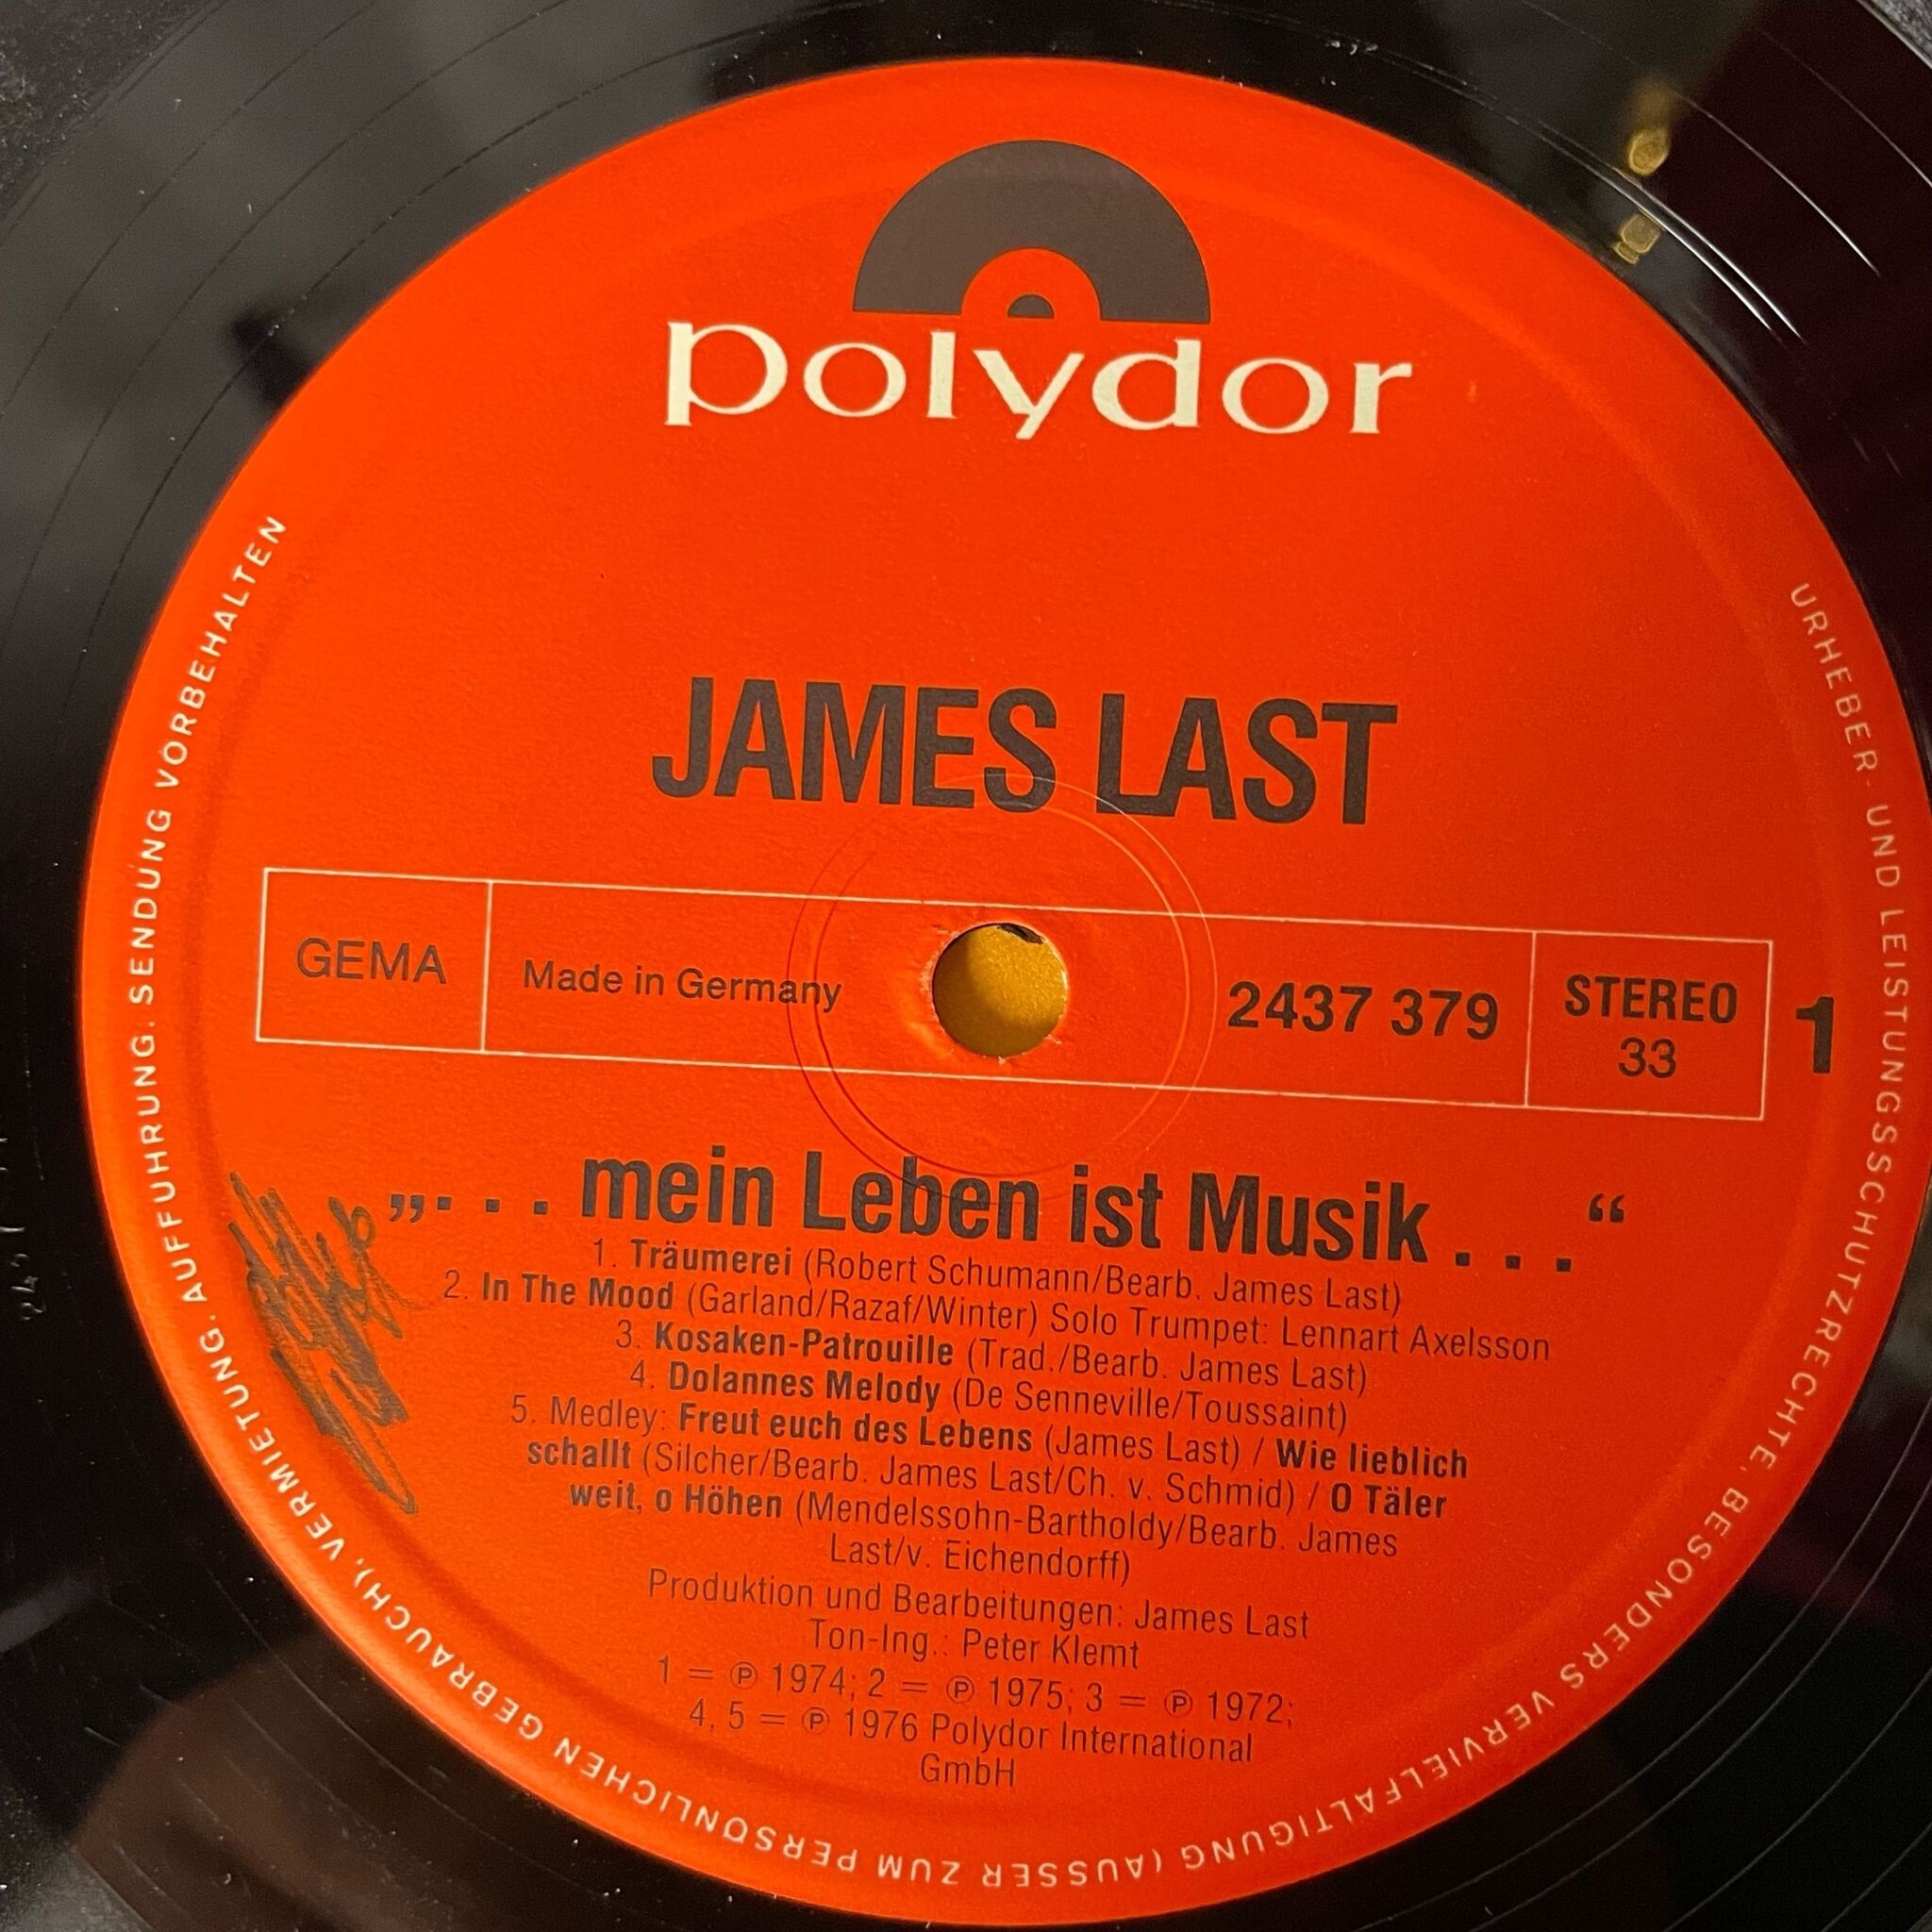 polydor
JAMES LAST
GEMA
Made in Germany
2437 379
STEREO
33
1
„. . . mein Leben ist Musik . . .“
1. Träumerei (Robert Schumann/Bearb. James Last)
2. In The Mood (Garland/Razaf/Winter) Solo Trumpet: Lennart Axelsson
3. Kosaken-Patrouille (Trad./Bearb. James Last)
4. Dolannes Melody (De Senneville/Toussaint)
5. Medley: Freut euch des Lebens (James Last) / Wie lieblich
schallt (Silcher/Bearb. James Last/Ch. v. Schmid) / O Täler
weit, o Höhen (Mendelssohn-Bartholdy/Bearb. James
Last/v. Eichendorff)
Produktion und Bearbeitungen: James Last
Ton-Ing.: Peter Klemt
1 = ℗ 1974; 2 = ℗ 1975; 3 = ℗ 1972;
4, 5 = ℗ 1976 Polydor International
GmbH
URHEBER- UND LEISTUNGSSCHUTZRECHTE, BESONDERS VERVIELFÄLTIGUNG (AUSSER ZUM PERSÖNLICHEN GEBRAUCH), VERMIETUNG. AUFFÜHRUNG. SENDUNG VORBEHALTEN